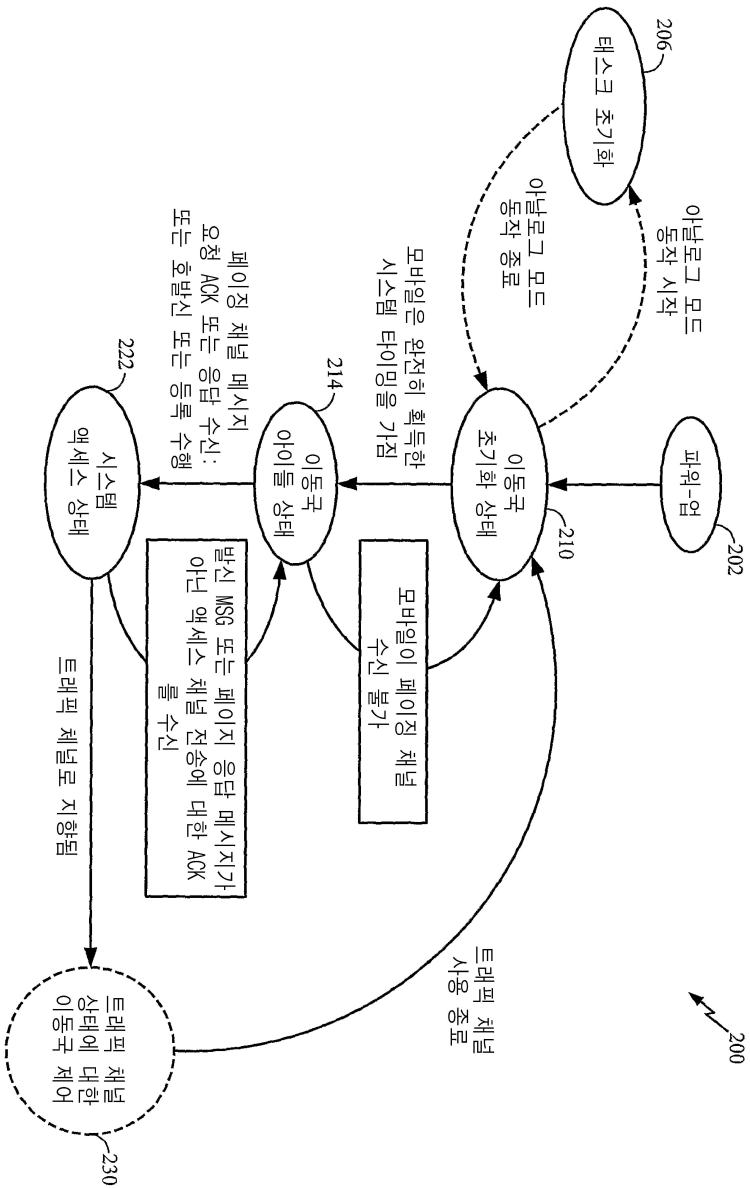 200
파워-업
202
아날로그 모드
동작 시작
206
태스크 초기화
210
이동국
초기화 상태
아날로그 모드
동작 종료
트래픽 채널
사용 종료
모바일은 완전히 획득한
시스템 타이밍을 가짐
모바일이 페이징 채널
수신 불가
214
이동국
아이들 상태
페이징 채널 메시지
요청 ACK 또는 응답 수신:
또는 호발신 또는 등록 수행
발신 MSG 또는 페이지 응답 메시지가
아닌 액세스 채널 전송에 대한 ACK
를 수신
222
시스템
액세스 상태
트래픽 체널로 지향됨
트래픽 채널
상태에 대한
이동국 제어
230